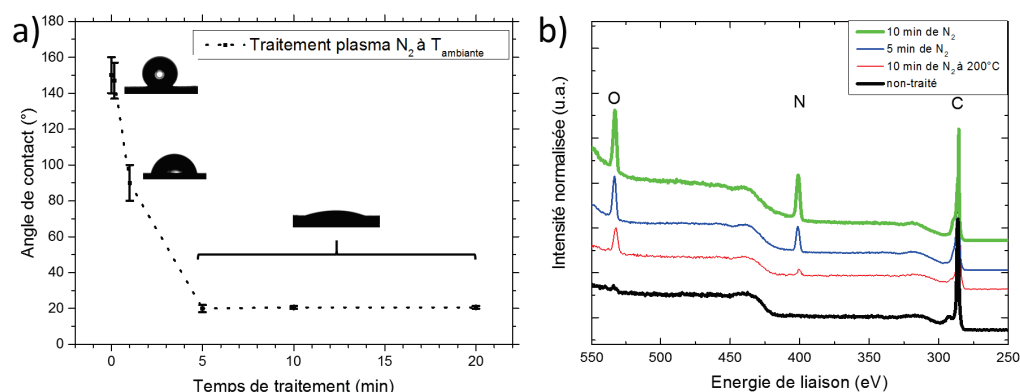 a)
Traitement plasma N2 à Tambiante
Angle de contact (°)
180
160
140
120
100
80
60
40
20
0
0
5
10
15
20
Temps de traitement (min)
b)
10 min de N2
5 min de N2
10 min de N2 à 200°C
non-traité
O
N
C
Intensité normalisée (u.a.)
550
500
450
400
350
300
250
Energie de liaison (eV)